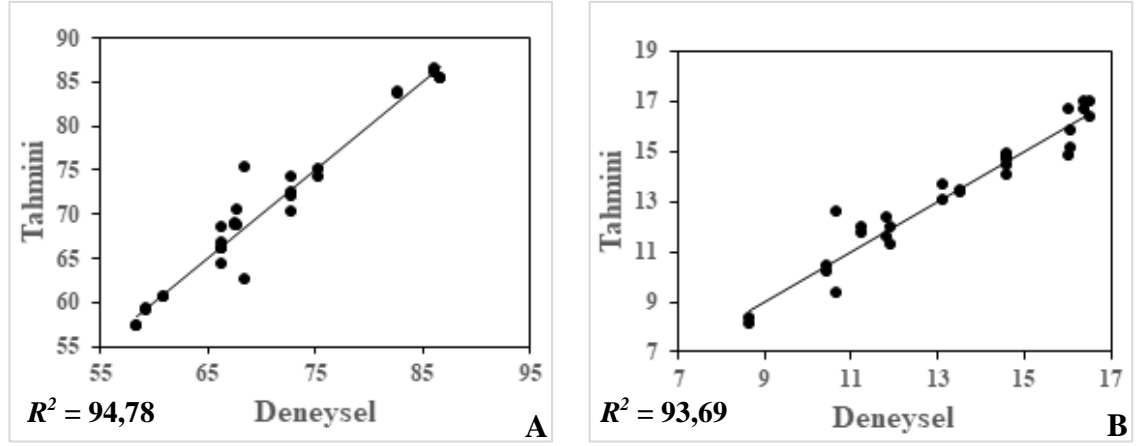 90
85
80
75
70
65
60
55
Tahmini
55 65 75 85 95
Deneysel
R² = 94,78
A
19
17
15
13
11
9
7
Tahmini
7 9 11 13 15 17
Deneysel
R² = 93,69
B